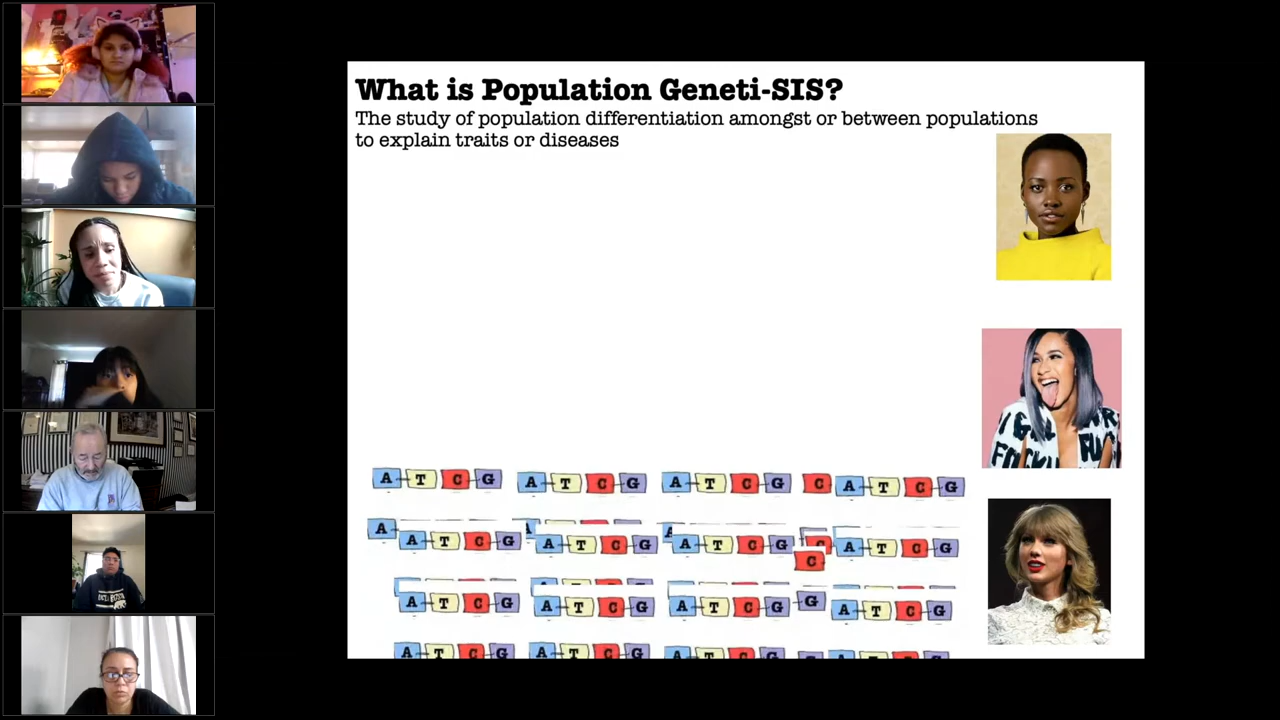 What is Population Geneti-SIS?
The study of population differentiation amongst or between populations
to explain traits or diseases
A T C G A T C G A T C G C A T C G
A T C G A T C G A T C G C A T C G
A T C G A T C G A T C G G A T C G
A T C G A T C G A T C G A T C G